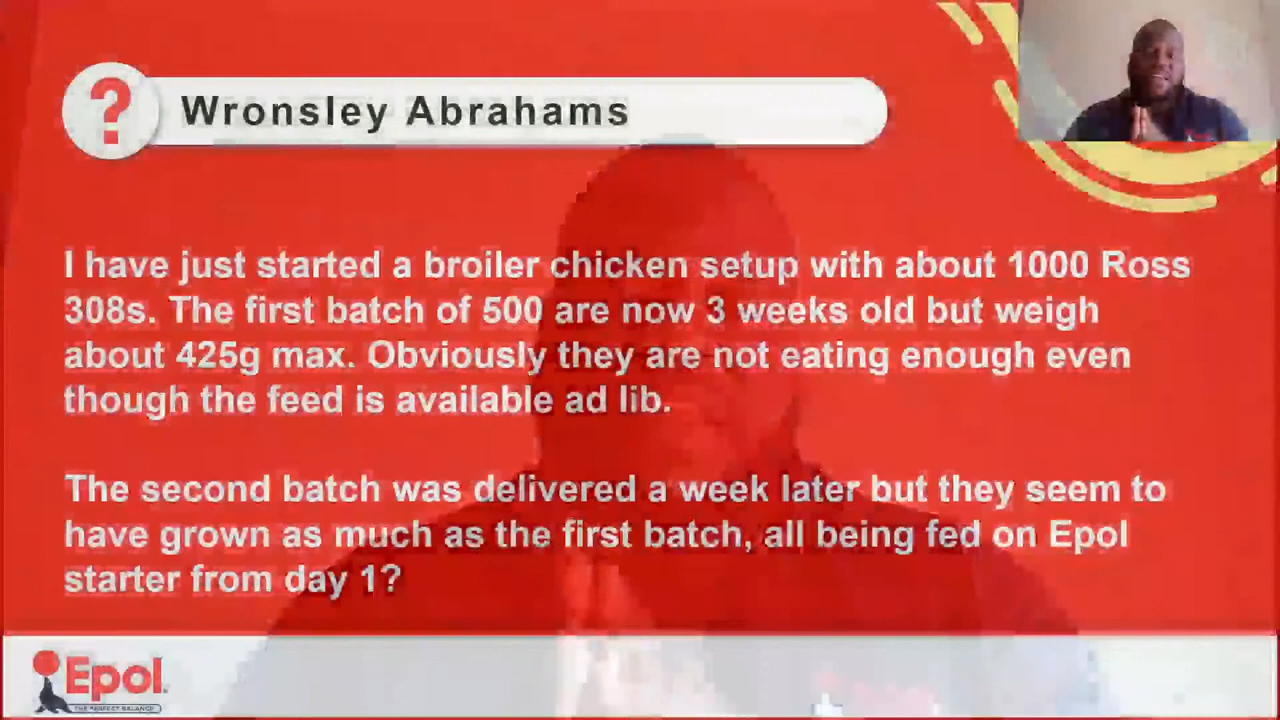 ?
Wronsley Abrahams
I have just started a broiler chicken setup with about 1000 Ross
308s. The first batch of 500 are now 3 weeks old but weigh
about 425g max. Obviously they are not eating enough even
though the feed is available ad lib.
The second batch was delivered a week later but they seem to
have grown as much as the first batch, all being fed on Epol
starter from day 1?
Epol
THE PERFECT BALANCE